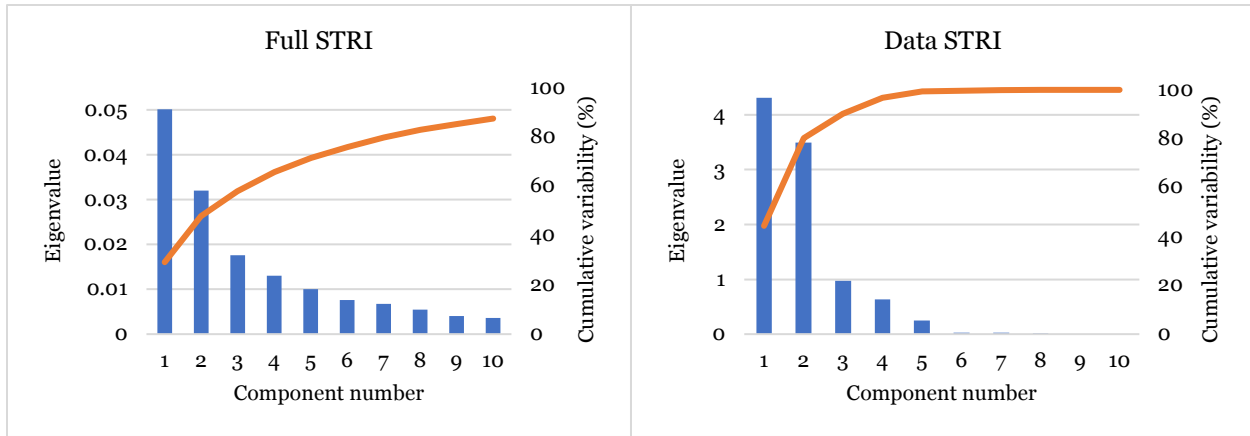 Full STRI
Eigenvalue
0.05
0.04
0.03
0.02
0.01
0
100
80
60
40
20
0
Cumulative variability (%)
1 2 3 4 5 6 7 8 9 10
Component number
Data STRI
Eigenvalue
4
3
2
1
0
100
80
60
40
20
0
Cumulative variability (%)
1 2 3 4 5 6 7 8 9 10
Component number